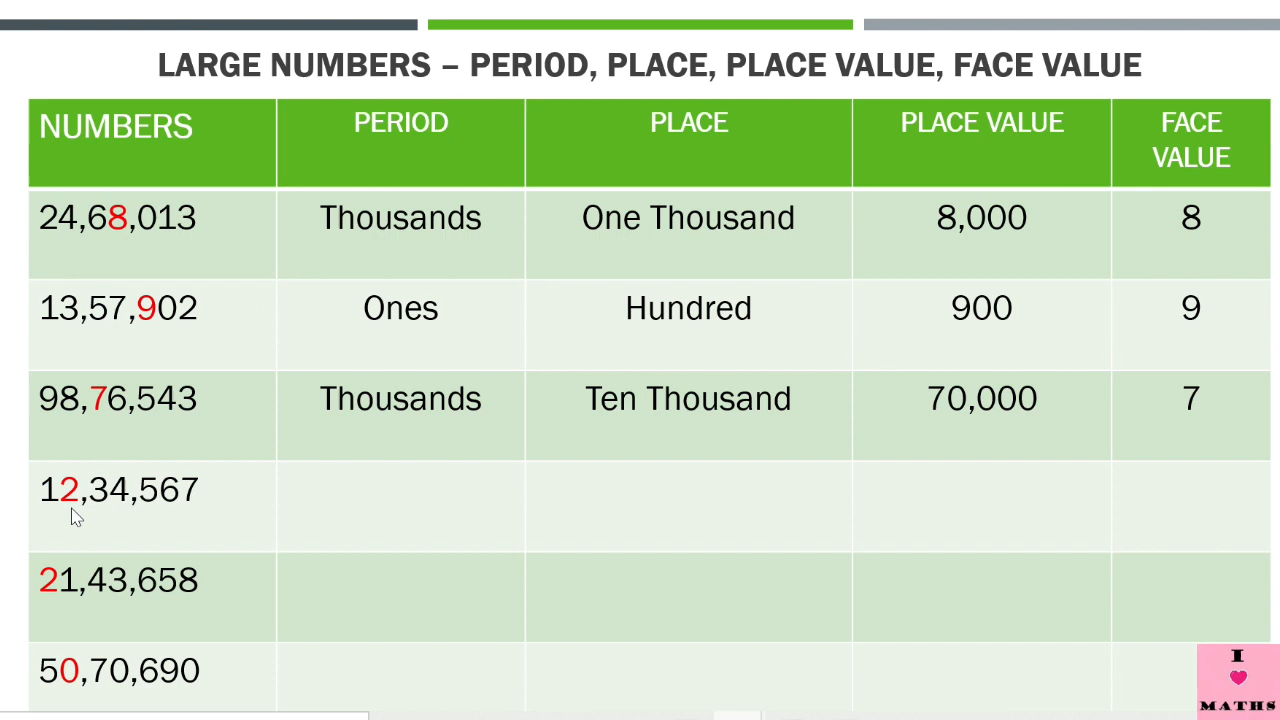 LARGE NUMBERS – PERIOD, PLACE, PLACE VALUE, FACE VALUE
NUMBERS PERIOD PLACE PLACE VALUE FACE VALUE
24,68,013 Thousands One Thousand 8,000 8
13,57,902 Ones Hundred 900 9
98,76,543 Thousands Ten Thousand 70,000 7
12,34,567
21,43,658
50,70,690
I
MATHS